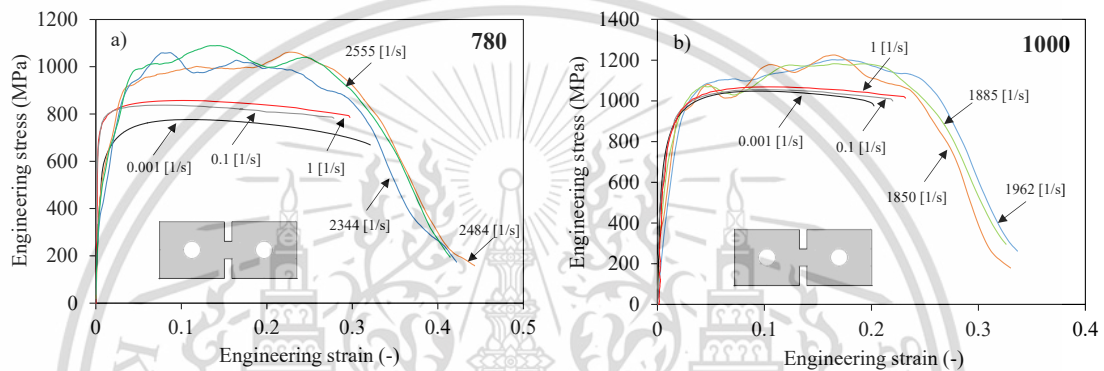 a)
780
Engineering stress (MPa)
1200
1000
800
600
400
200
0
0
0.1
0.2
0.3
0.4
0.5
Engineering strain (-)
2555 [1/s]
0.001 [1/s]
0.1 [1/s]
1 [1/s]
2344 [1/s]
2484 [1/s]
b)
1000
Engineering stress (MPa)
1400
1200
1000
800
600
400
200
0
0
0.1
0.2
0.3
0.4
Engineering strain (-)
1 [1/s]
1885 [1/s]
0.001 [1/s]
0.1 [1/s]
1850 [1/s]
1962 [1/s]